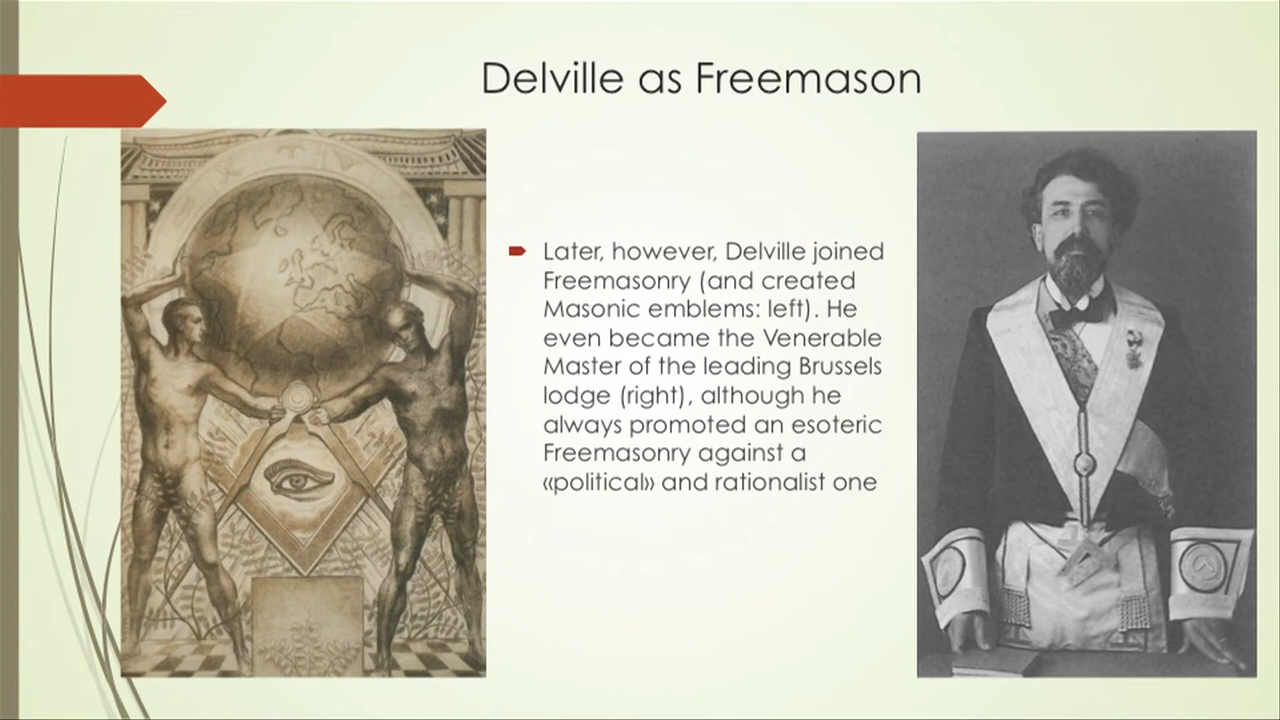 Delville as Freemason
Later, however, Delville joined
Freemasonry (and created
Masonic emblems: left). He
even became the Venerable
Master of the leading Brussels
lodge (right), although he
always promoted an esoteric
Freemasonry against a
«political» and rationalist one